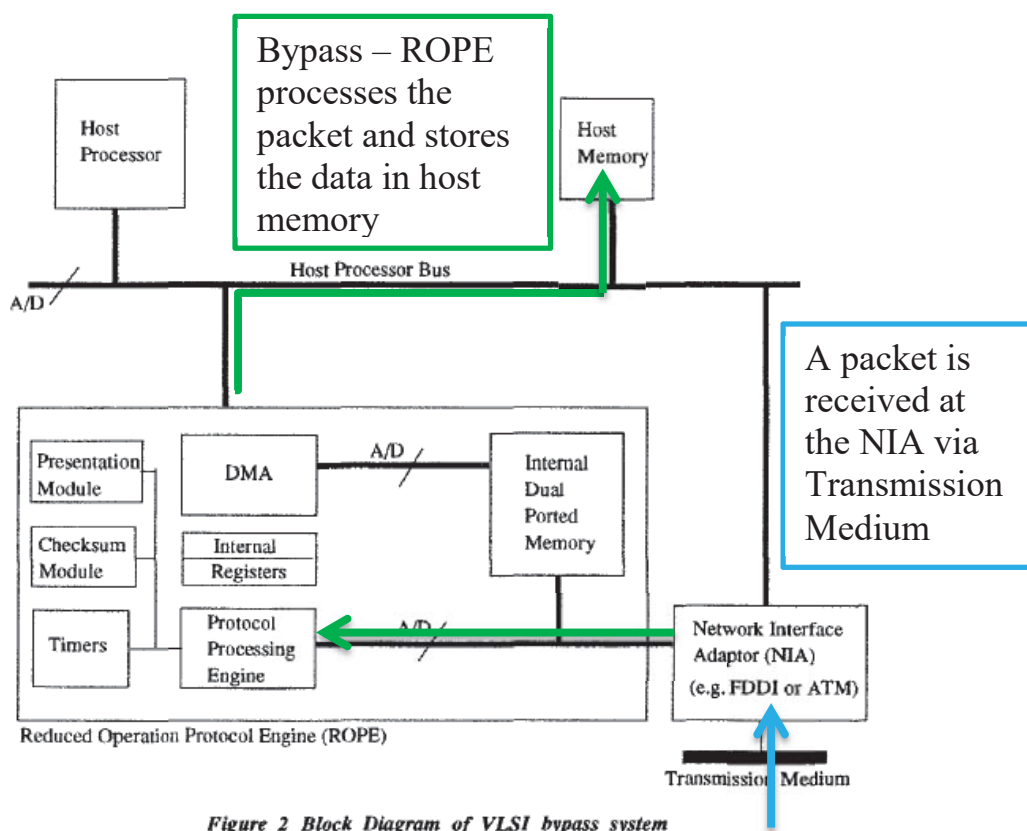 Bypass – ROPE
processes the
packet and stores
the data in host
memory
Host
Processor
Host
Memory
Host Processor Bus
A/D
A packet is
received at
the NIA via
Transmission
Medium
Presentation
Module
DMA
A/D
Internal
Dual
Ported
Memory
Checksum
Module
Internal
Registers
Timers
Protocol
Processing
Engine
A/D
Network Interface
Adaptor (NIA)
(e.g. FDDI or ATM)
Reduced Operation Protocol Engine (ROPE)
Transmission Medium
Figure 2 Block Diagram of VLSI bypass system